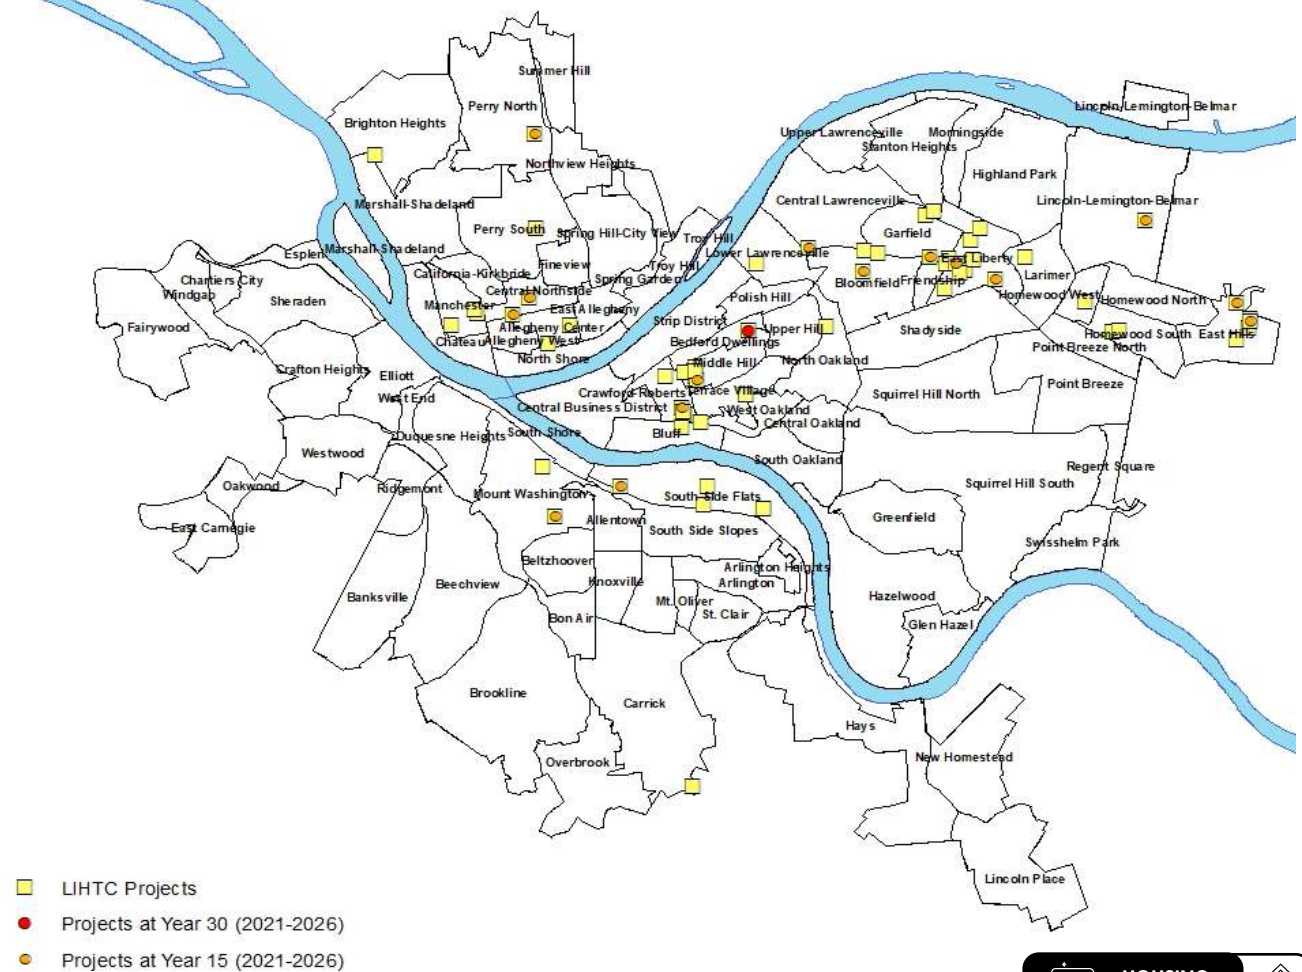 Summer Hill
Perry North
Brighton Heights
Lincoln-Lemington-Belmar
Upper Lawrenceville
Morningside
Stanton Heights
Northview Heights
Highland Park
Marshall-Shadeland
Central Lawrenceville
Lincoln-Lemington-Belmar
Perry South
Spring Hill-City View
Troy Hill
Garfield
Marshall-Shadeland
Esplen
Lower Lawrenceville
East Liberty
Fineview
Troy Hill
California-Kirkbride
Spring Garden
Chartiers City
Bloomfield
Friendship
Larimer
Windgap
Central Northside
Polish Hill
Homewood West
Homewood North
Sheraden
Manchester
East Allegheny
Fairywood
Allegheny Center
Strip District
Upper Hill
Shadyside
Homewood South
East Hills
Chateau
Allegheny West
Bedford Dwellings
Point Breeze North
North Shore
Middle Hill
North Oakland
Crafton Heights
Elliott
Point Breeze
West End
Crawford-Roberts
Terrace Village
Squirrel Hill North
Central Business District
West Oakland
Central Oakland
Duquesne Heights
South Shore
Bluff
Westwood
South Oakland
Regent Square
Oakwood
Ridgemont
Mount Washington
South Side Flats
Squirrel Hill South
East Carnegie
Allentown
South Side Slopes
Greenfield
Swisshelm Park
Beltzhoover
Arlington Heights
Beechview
Knoxville
Arlington
Banksville
Mt. Oliver
Hazelwood
St. Clair
Bon Air
Glen Hazel
Brookline
Carrick
Hays
Overbrook
New Homestead
Lincoln Place
LIHTC Projects
Projects at Year 30 (2021-2026)
Projects at Year 15 (2021-2026)
HOUSING